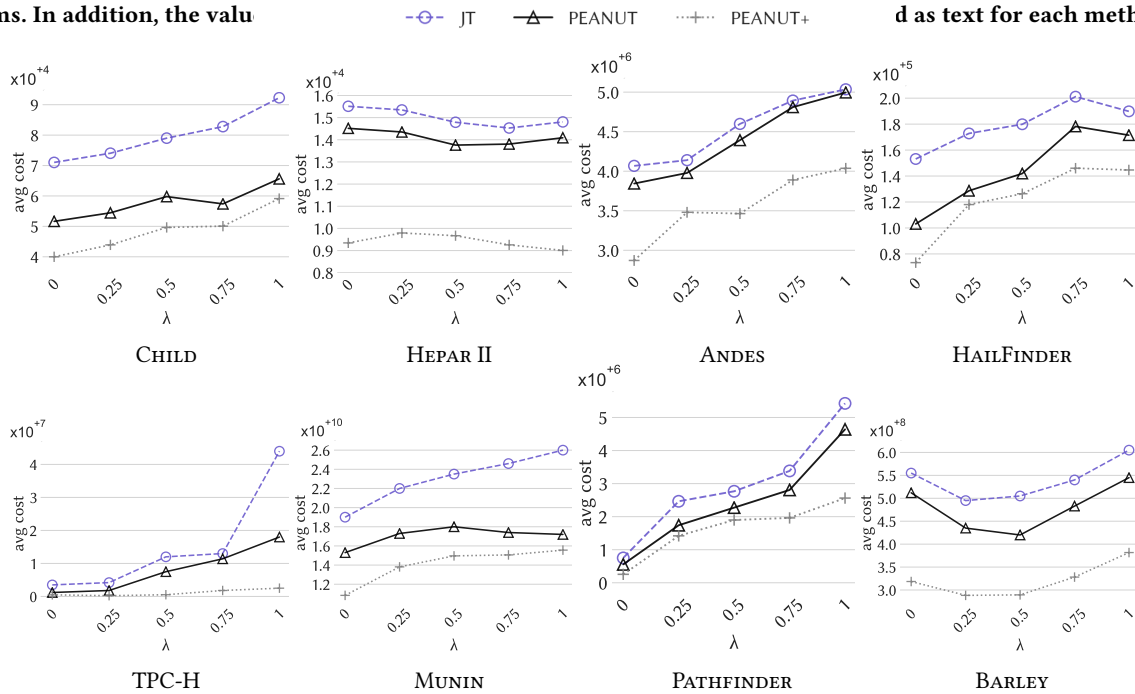 ms. In addition, the valu
JT PEANUT PEANUT+
d as text for each meth
x10+4
9
8
7
6
5
4
avg cost
0 0.25 0.5 0.75 1
λ
CHILD
x10+4
1.6
1.5
1.4
1.3
1.2
1.1
1.0
0.9
0.8
avg cost
0 0.25 0.5 0.75 1
λ
HEPAR II
x10+6
5.0
4.5
4.0
3.5
3.0
avg cost
0 0.25 0.5 0.75 1
λ
ANDES
x10+5
2.0
1.8
1.6
1.4
1.2
1.0
0.8
avg cost
0 0.25 0.5 0.75 1
λ
HAILFINDER
x10+7
4
3
2
1
0
avg cost
0 0.25 0.5 0.75 1
λ
TPC-H
x10+10
2.6
2.4
2.2
2.0
1.8
1.6
1.4
1.2
avg cost
0 0.25 0.5 0.75 1
λ
MUNIN
x10+6
5
4
3
2
1
0
avg cost
0 0.25 0.5 0.75 1
λ
PATHFINDER
x10+8
6.0
5.5
5.0
4.5
4.0
3.5
3.0
avg cost
0 0.25 0.5 0.75 1
λ
BARLEY